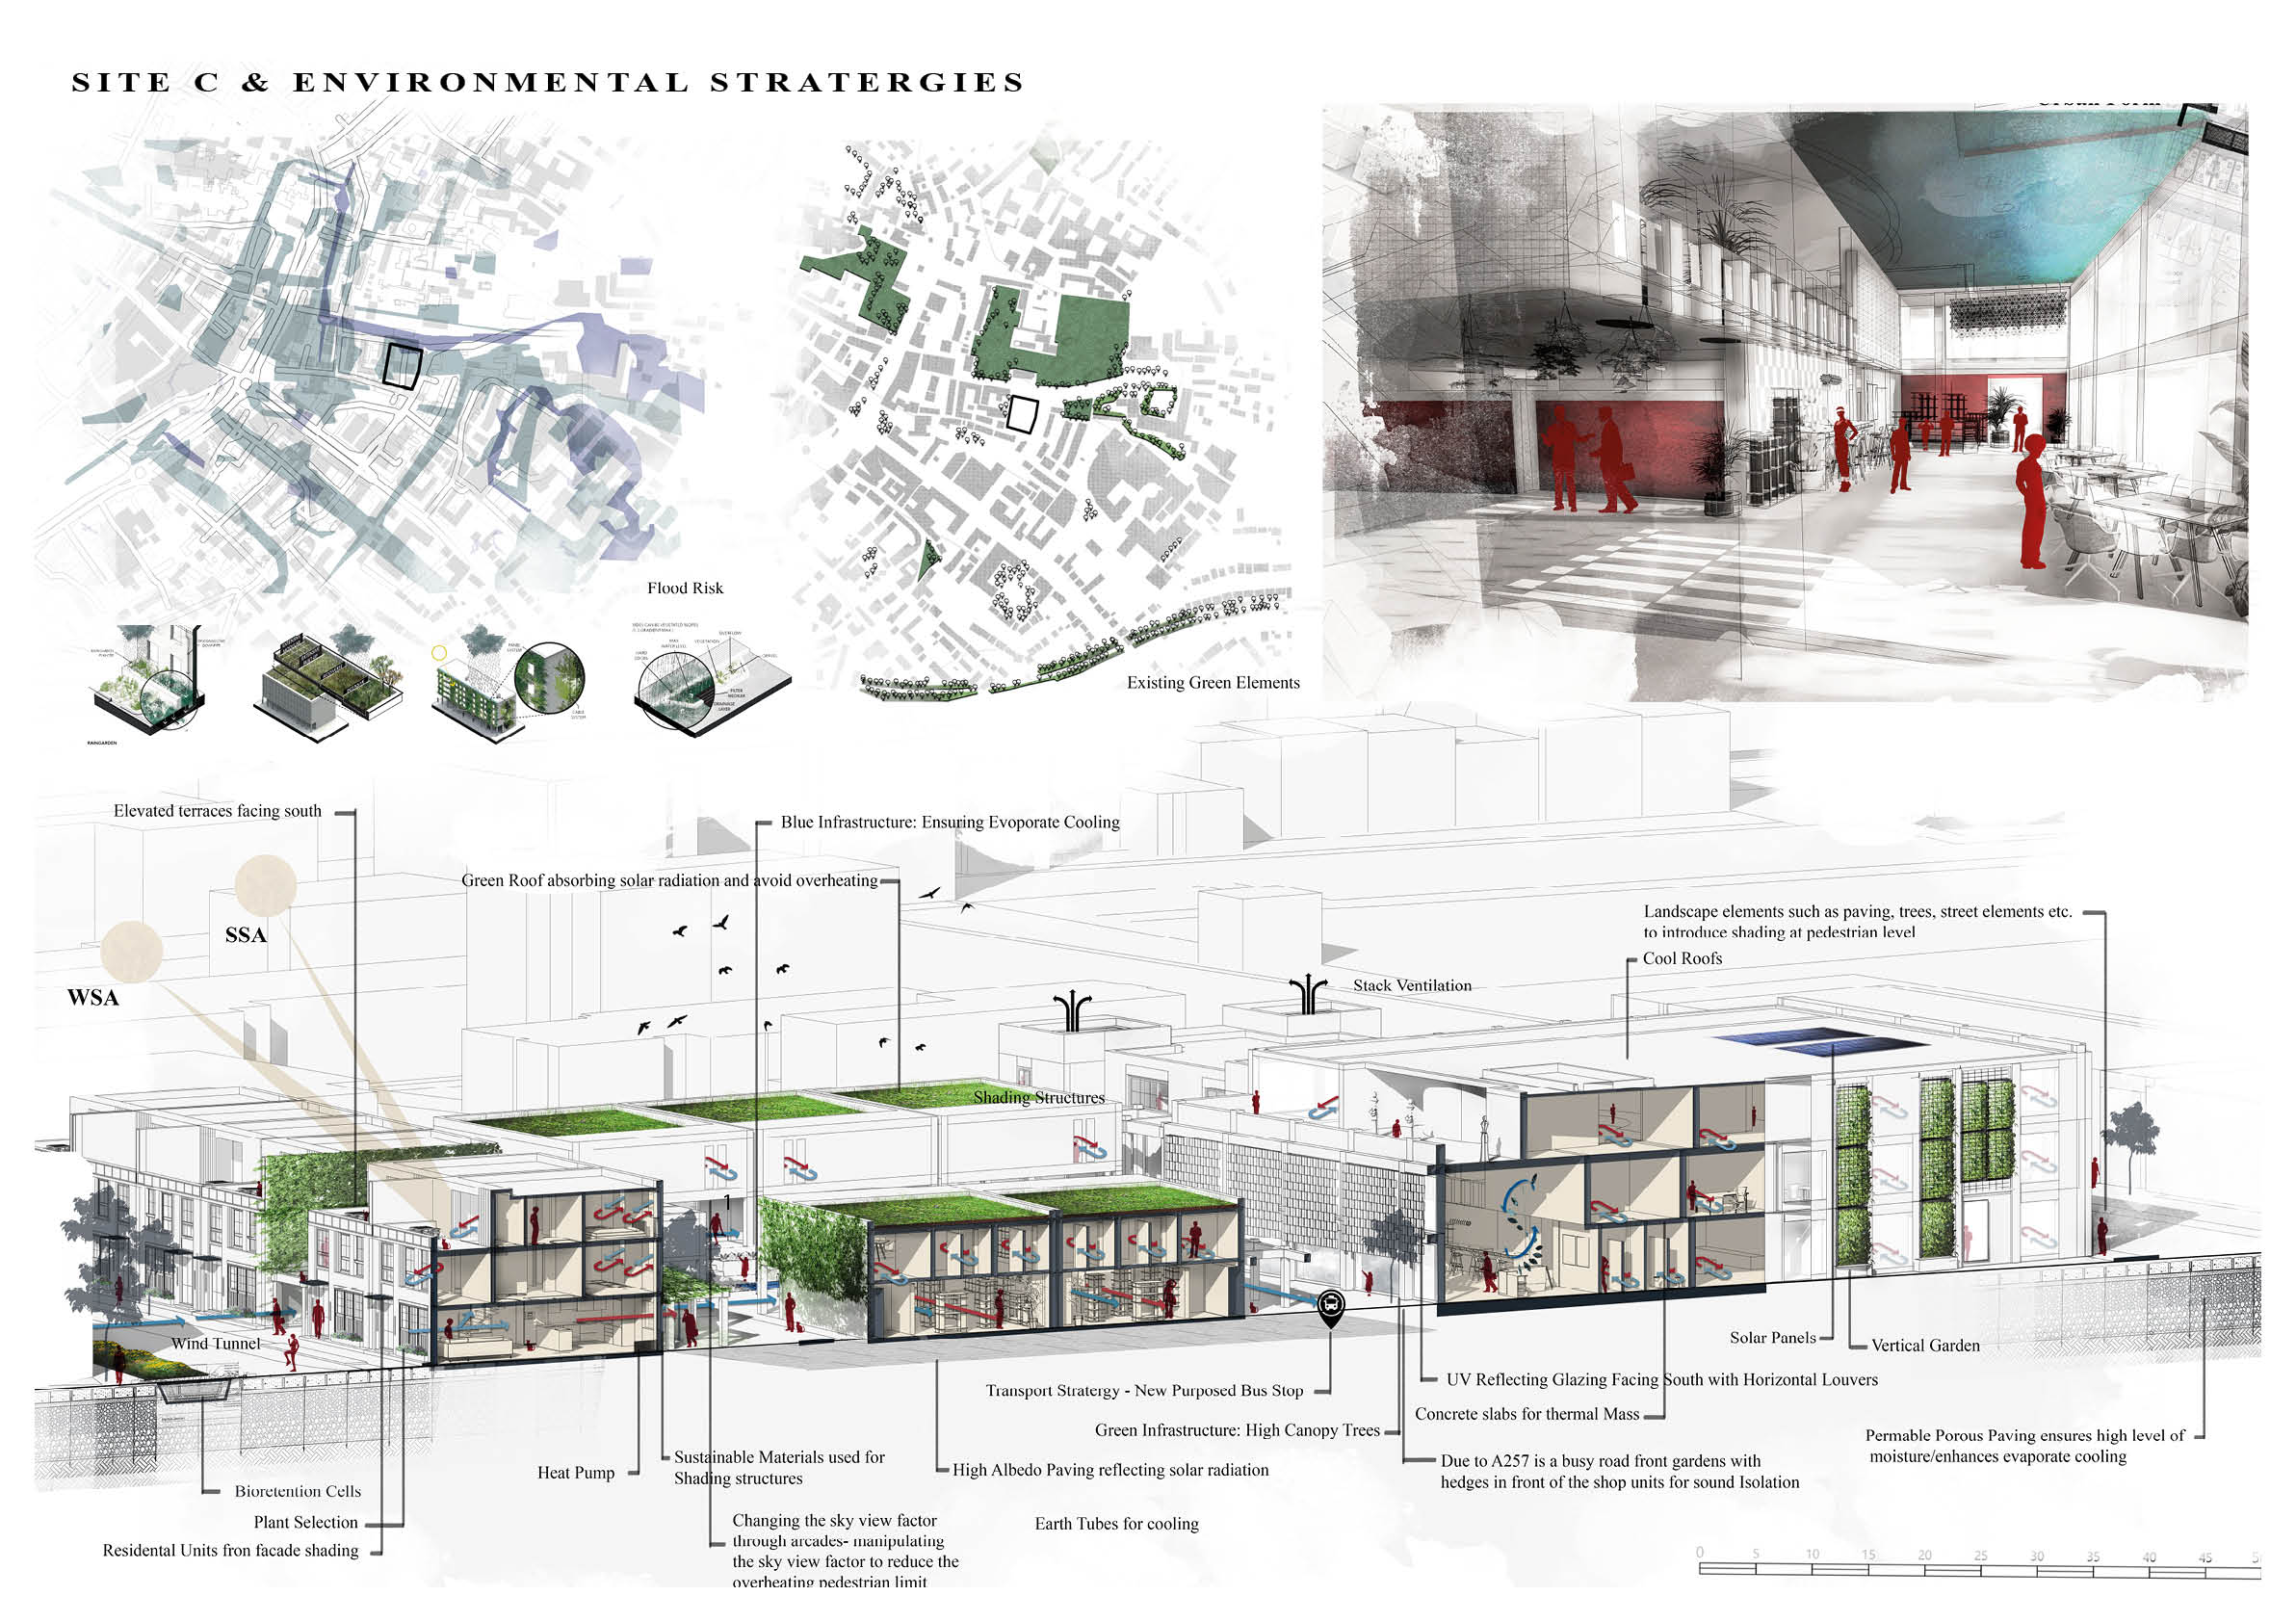 SITE C & ENVIRONMENTAL STRATERGIES
Flood Risk
Existing Green Elements
RAINGARDEN
FILTER
MEDIUM
DRAINAGE
LAYER
Elevated terraces facing south
Blue Infrastructure: Ensuring Evoporate Cooling
Green Roof absorbing solar radiation and avoid overheating
SSA
WSA
Landscape elements such as paving, trees, street elements etc.
to introduce shading at pedestrian level
Cool Roofs
Stack Ventilation
Shading Structures
1
Wind Tunnel
Solar Panels
Vertical Garden
Transport Stratergy - New Purposed Bus Stop
UV Reflecting Glazing Facing South with Horizontal Louvers
Concrete slabs for thermal Mass
Green Infrastructure: High Canopy Trees
Permable Porous Paving ensures high level of
moisture/enhances evaporate cooling
Sustainable Materials used for
Shading structures
Heat Pump
High Albedo Paving reflecting solar radiation
Due to A257 is a busy road front gardens with
hedges in front of the shop units for sound Isolation
Bioretention Cells
Plant Selection
Residental Units fron facade shading
Changing the sky view factor
through arcades- manipulating
the sky view factor to reduce the
overheating pedestrian limit
Earth Tubes for cooling
0 5 10 15 20 25 30 35 40 45